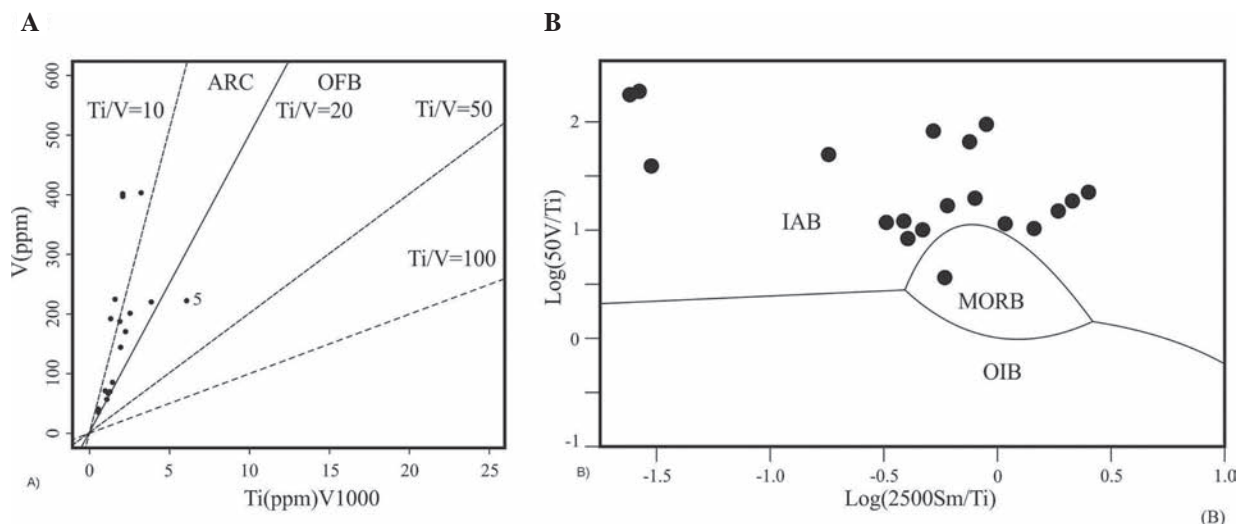 A
B
600
500
400
300
200
100
0
V(ppm)
ARC
OFB
Ti/V=10
Ti/V=20
Ti/V=50
Ti/V=100
5
0
5
10
15
20
25
Ti(ppm)V1000
A)
2
1
0
-1
Log(50V/Ti)
IAB
MORB
OIB
-1.5
-1.0
-0.5
0
0.4
1.0
Log(2500Sm/Ti)
B)
(B)